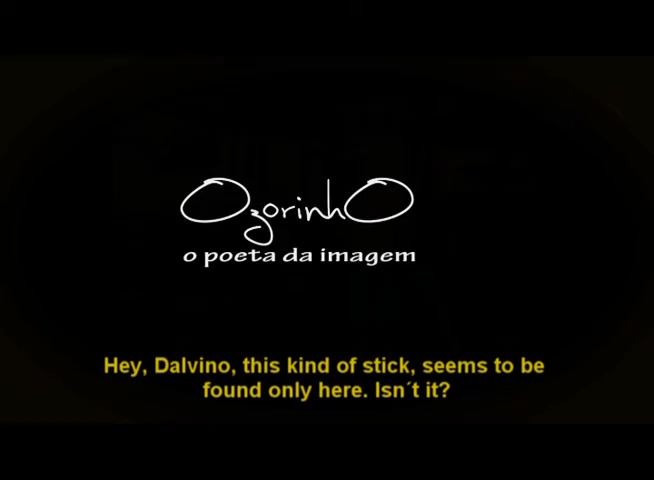 OzorinhO
o poeta da imagem
Hey, Dalvino, this kind of stick, seems to be
found only here. Isn´t it?